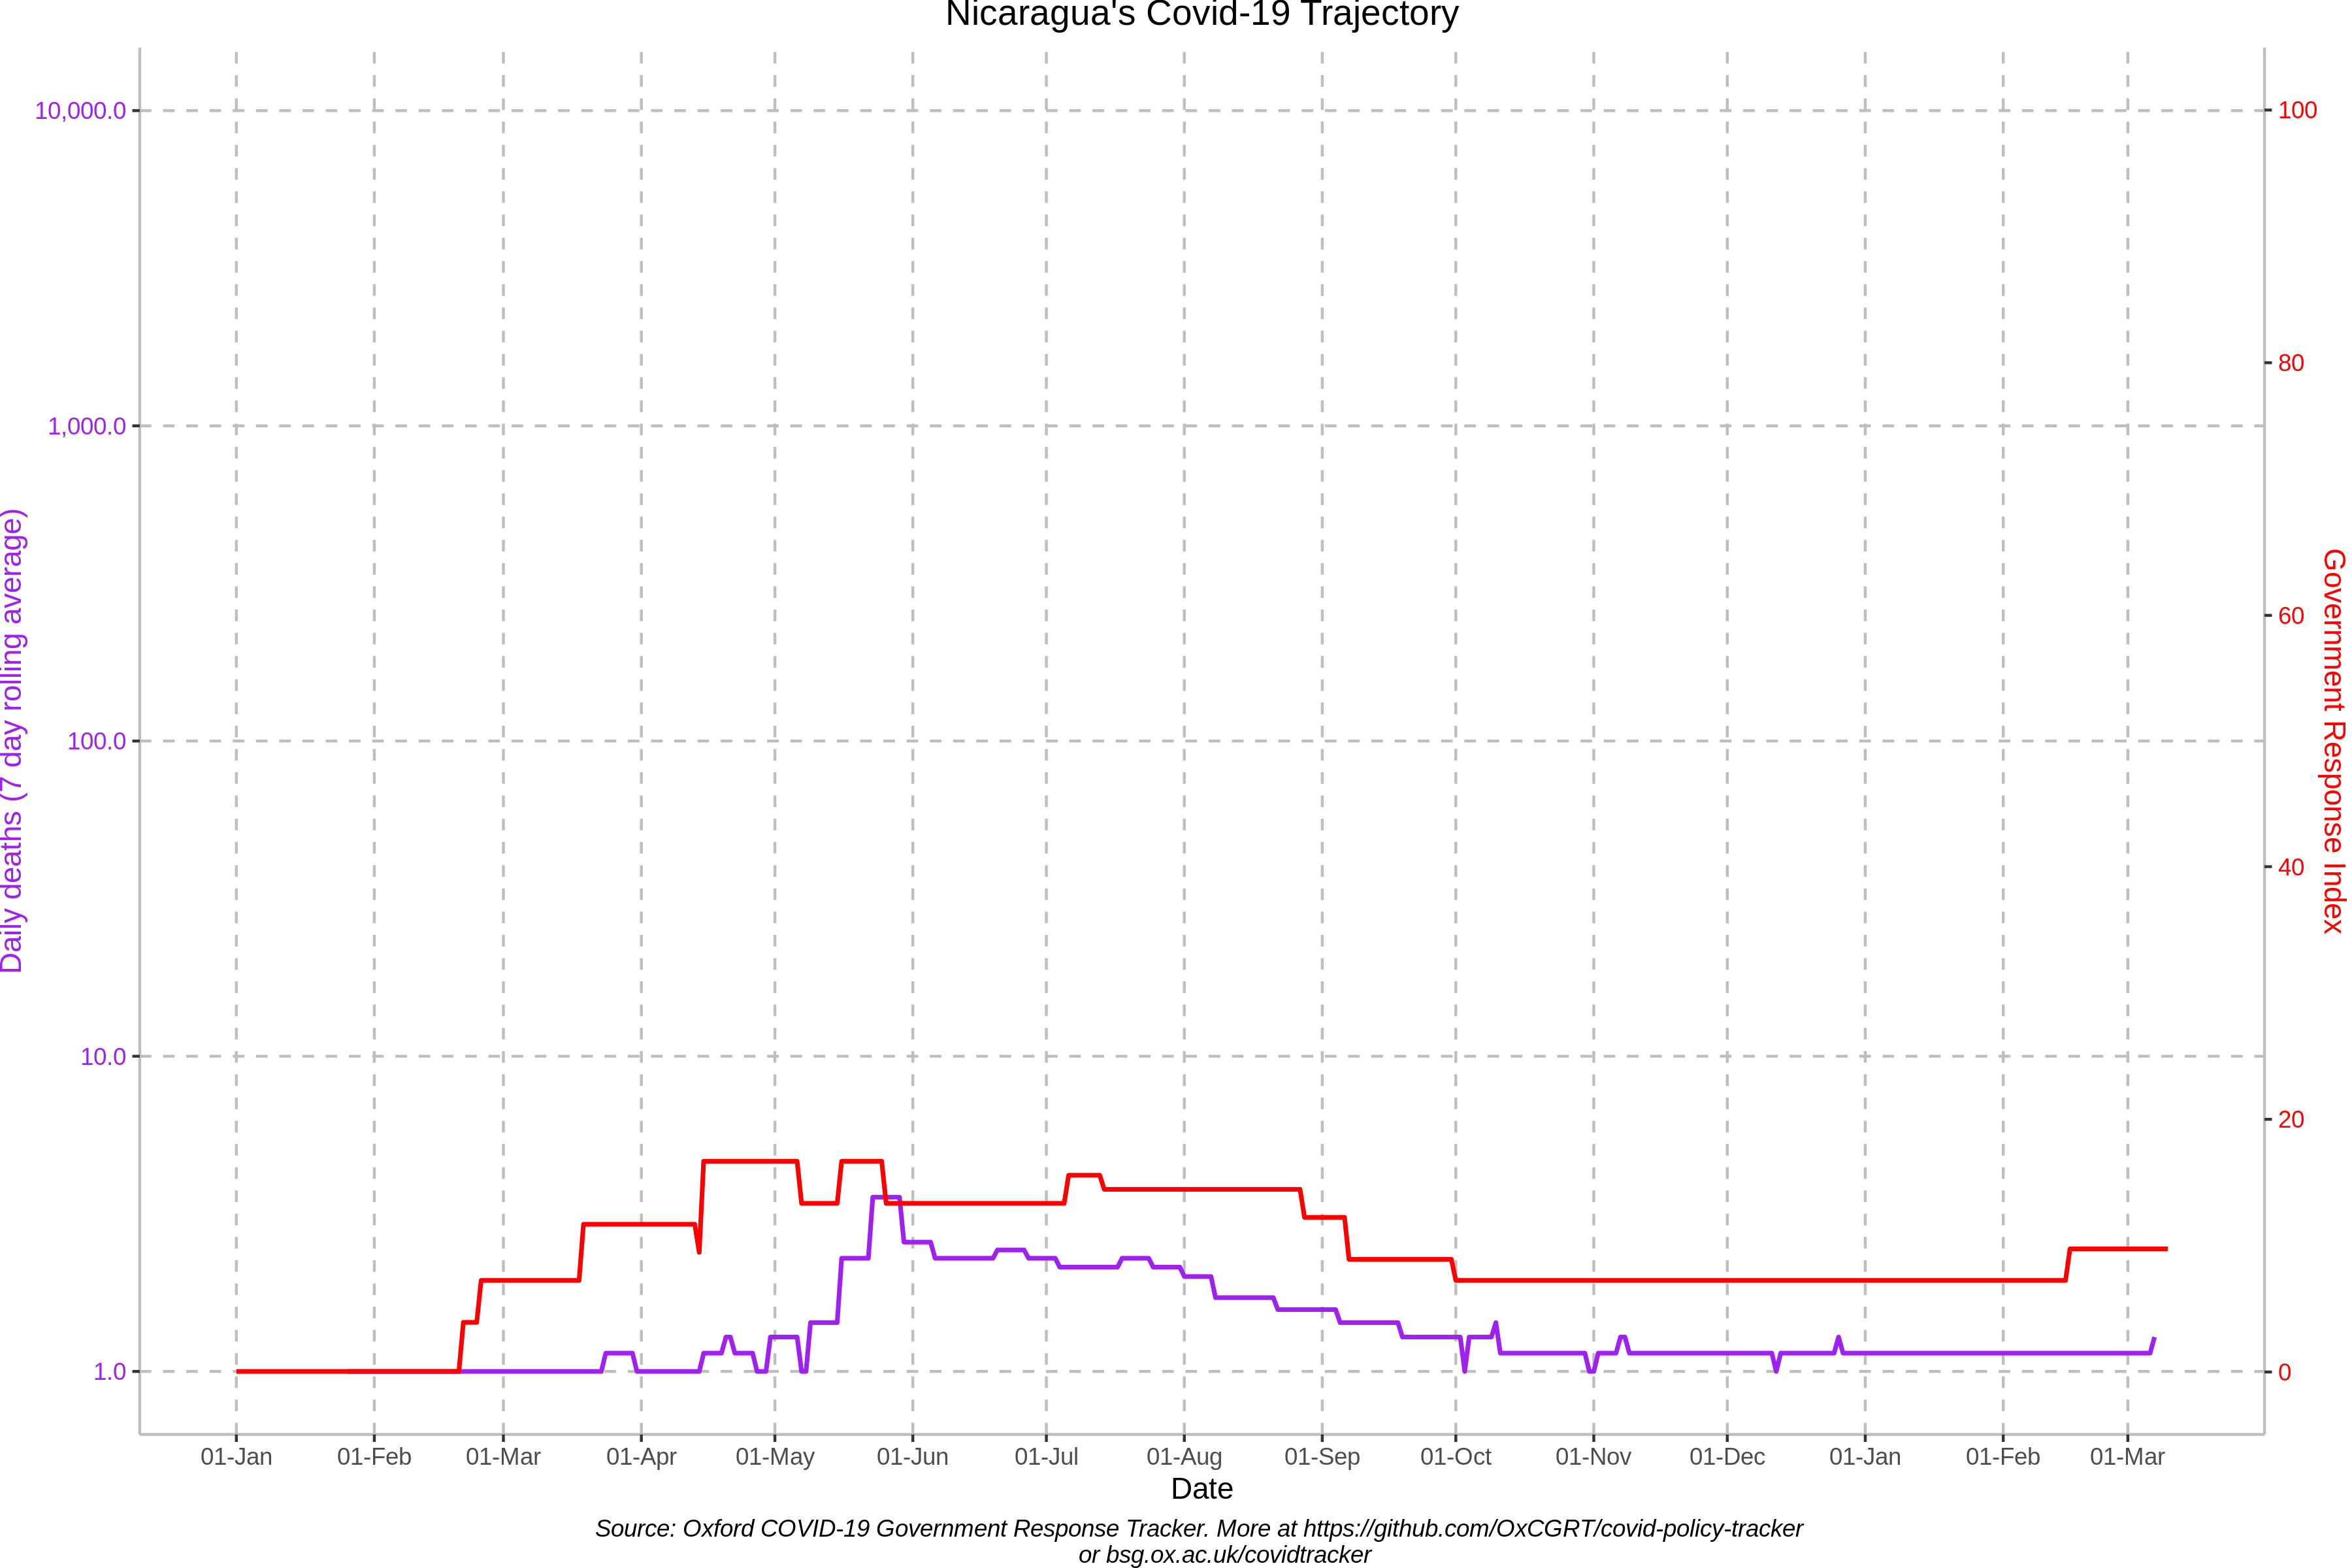 Nicaragua's Covid-19 Trajectory
10,000.0
1,000.0
100.0
10.0
1.0
Daily deaths (7 day rolling average)
100
80
60
40
20
0
Government Response Index
01-Jan 01-Feb 01-Mar 01-Apr 01-May 01-Jun 01-Jul 01-Aug 01-Sep 01-Oct 01-Nov 01-Dec 01-Jan 01-Feb 01-Mar
Date
Source: Oxford COVID-19 Government Response Tracker. More at https://github.com/OxCGRT/covid-policy-tracker
or bsg.ox.ac.uk/covidtracker